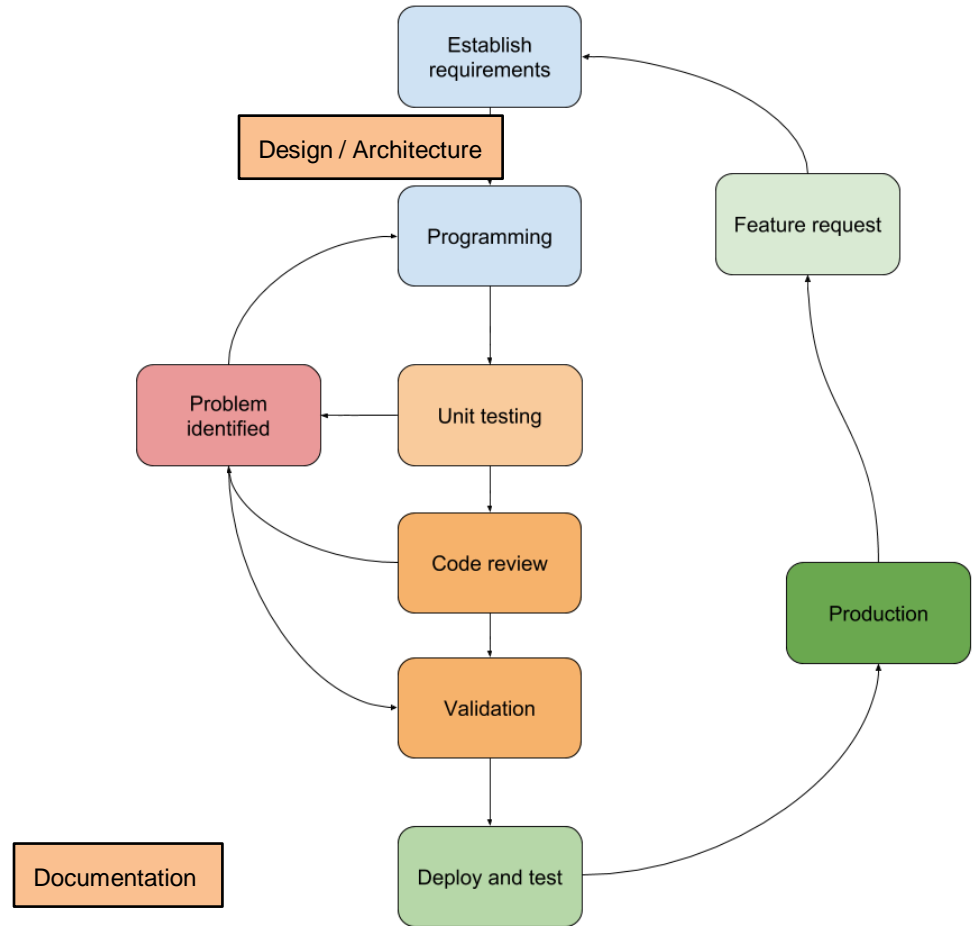 Establish
requirements
Design / Architecture
Programming
Feature request
Problem
identified
Unit testing
Code review
Production
Validation
Deploy and test
Documentation